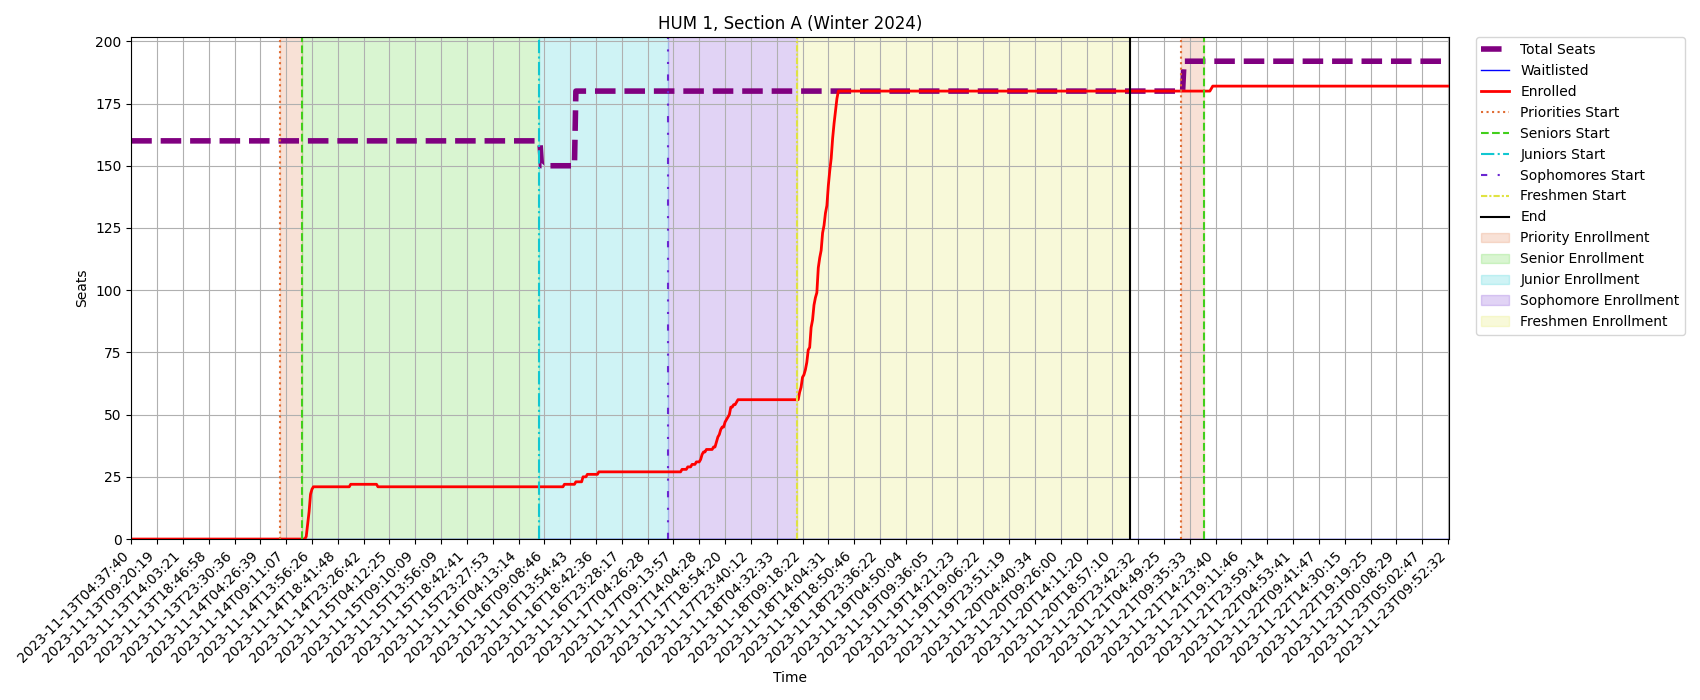 HUM 1, Section A (Winter 2024)
200
175
150
125
100
75
50
25
0
Seats
2023-11-13T04:37:40
2023-11-13T09:20:19
2023-11-13T14:03:21
2023-11-13T18:46:58
2023-11-13T23:30:36
2023-11-14T04:26:39
2023-11-14T09:11:07
2023-11-14T13:56:26
2023-11-14T18:41:48
2023-11-14T23:26:42
2023-11-15T04:12:25
2023-11-15T09:10:09
2023-11-15T13:56:09
2023-11-15T18:42:41
2023-11-15T23:27:53
2023-11-16T04:13:14
2023-11-16T09:08:46
2023-11-16T13:54:43
2023-11-16T18:42:36
2023-11-16T23:28:17
2023-11-17T04:26:28
2023-11-17T09:13:57
2023-11-17T14:04:28
2023-11-17T18:54:20
2023-11-17T23:40:12
2023-11-18T04:32:33
2023-11-18T09:18:22
2023-11-18T14:04:31
2023-11-18T18:50:46
2023-11-18T23:36:22
2023-11-19T04:50:04
2023-11-19T09:36:05
2023-11-19T14:21:23
2023-11-19T19:06:22
2023-11-19T23:51:19
2023-11-20T04:40:34
2023-11-20T09:26:00
2023-11-20T14:11:20
2023-11-20T18:57:10
2023-11-20T23:42:32
2023-11-21T04:49:25
2023-11-21T09:35:33
2023-11-21T14:23:40
2023-11-21T19:11:46
2023-11-21T23:59:14
2023-11-22T04:53:41
2023-11-22T09:41:47
2023-11-22T14:30:15
2023-11-22T19:19:25
2023-11-23T00:08:29
2023-11-23T05:02:47
2023-11-23T09:52:32
Time
Total Seats
Waitlisted
Enrolled
Priorities Start
Seniors Start
Juniors Start
Sophomores Start
Freshmen Start
End
Priority Enrollment
Senior Enrollment
Junior Enrollment
Sophomore Enrollment
Freshmen Enrollment